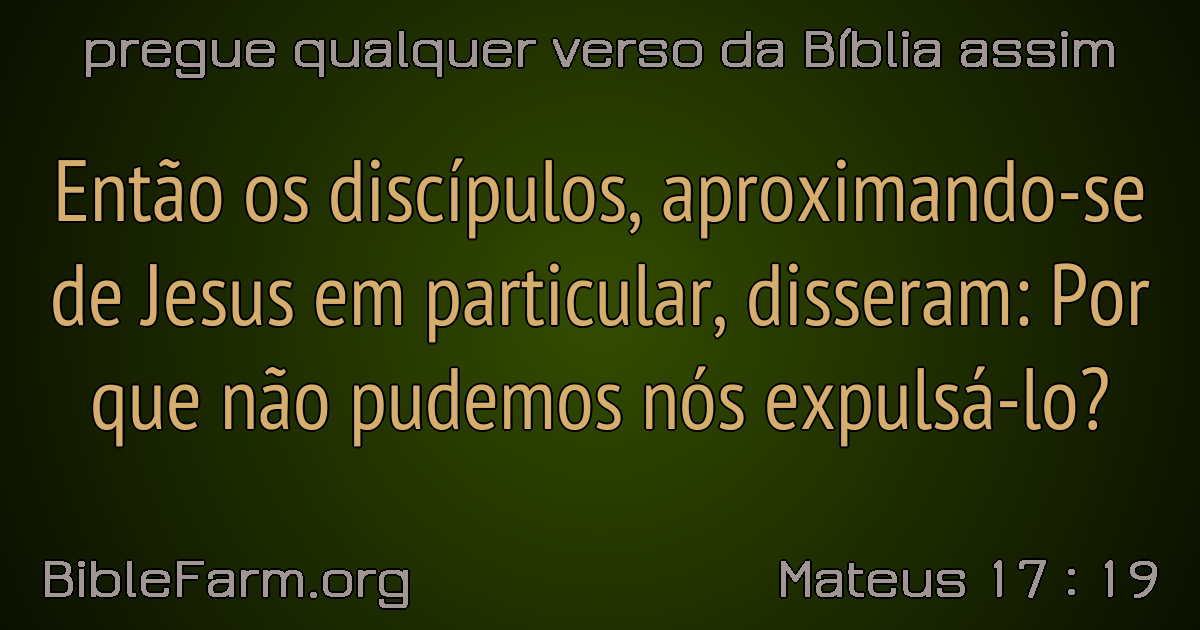 pregue qualquer verso da Bíblia assim
Então os discípulos, aproximando-se
de Jesus em particular, disseram: Por
que não pudemos nós expulsá-lo?
BibleFarm.org
Mateus 17 : 19